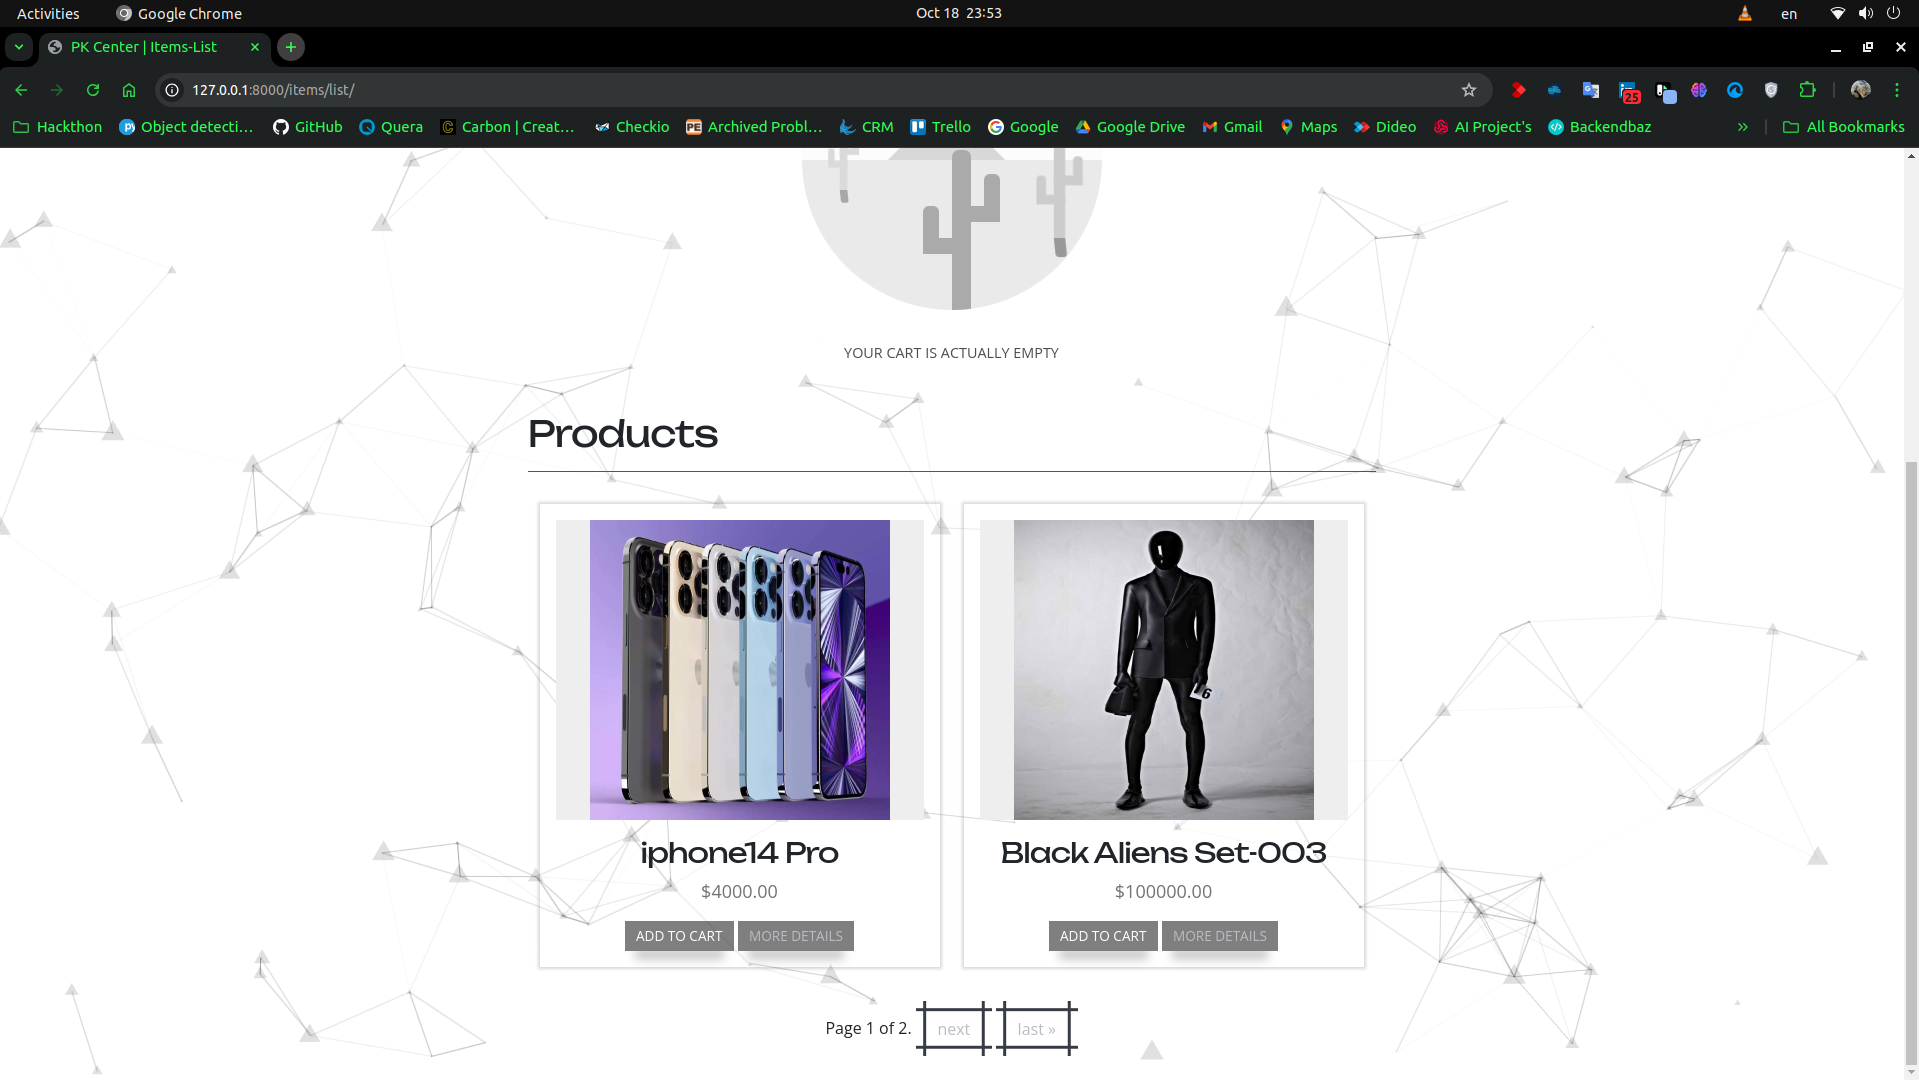 Activities
Google Chrome
Oct 18 23:53
en
PK Center | Items-List
127.0.0.1:8000/items/list/
25
Hackthon
Object detecti...
GitHub
Quera
Carbon | Creat...
Checkio
Archived Probl...
CRM
Trello
Google
Google Drive
Gmail
Maps
Dideo
AI Project's
Backendbaz
»
All Bookmarks
YOUR CART IS ACTUALLY EMPTY
Products
6
iphone14 Pro
$4000.00
ADD TO CART
MORE DETAILS
Black Aliens Set-003
$100000.00
ADD TO CART
MORE DETAILS
Page 1 of 2.
next
last »